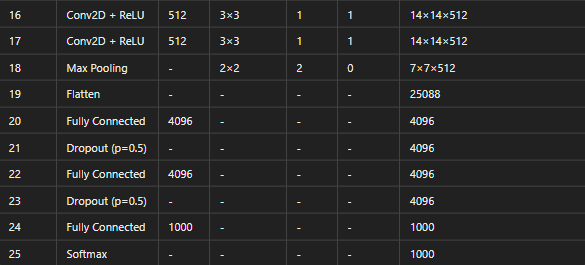 16 Conv2D + ReLU 512 3×3 1 1 14×14×512
17 Conv2D + ReLU 512 3×3 1 1 14×14×512
18 Max Pooling - 2×2 2 0 7×7×512
19 Flatten - - - - 25088
20 Fully Connected 4096 - - - 4096
21 Dropout (p=0.5) - - - - 4096
22 Fully Connected 4096 - - - 4096
23 Dropout (p=0.5) - - - - 4096
24 Fully Connected 1000 - - - 1000
25 Softmax - - - - 1000